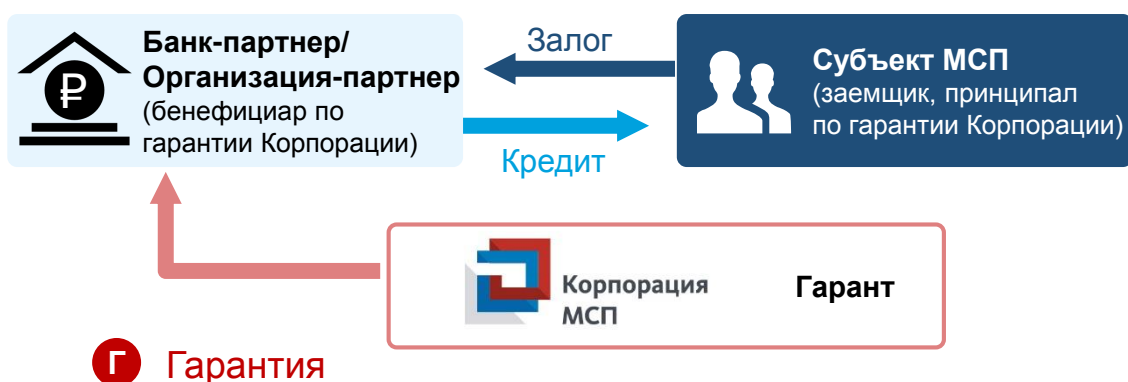 Банк-партнер/
Организация-партнер
(бенефициар по
гарантии Корпорации)
Залог
Кредит
Субъект МСП
(заемщик, принципал
по гарантии Корпорации)
Корпорация
МСП
Гарант
Г Гарантия